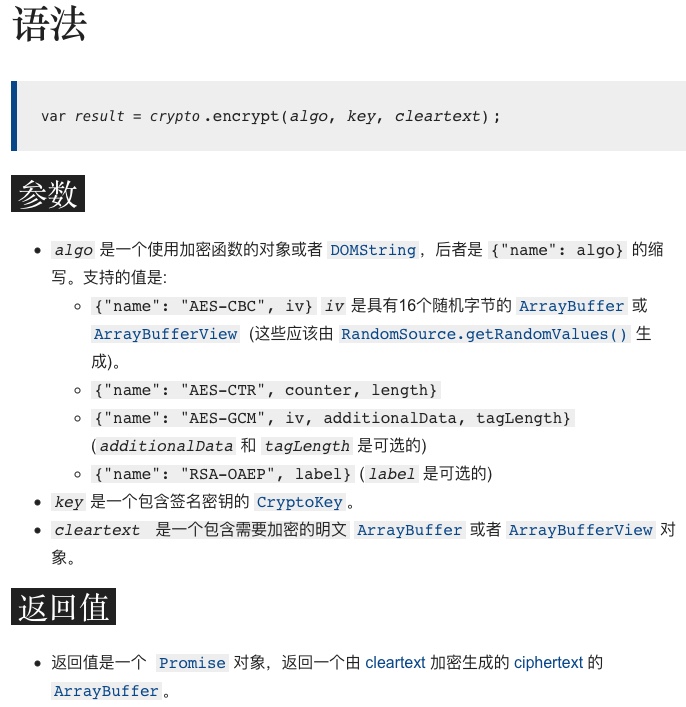 语法
var result = crypto.encrypt(algo, key, cleartext);
参数
• algo 是一个使用加密函数的对象或者 DOMString，后者是 {"name": algo} 的缩
写。支持的值是:
◦ {"name": "AES-CBC", iv} iv 是具有16个随机字节的 ArrayBuffer 或
ArrayBufferView (这些应该由 RandomSource.getRandomValues() 生
成)。
◦ {"name": "AES-CTR", counter, length}
◦ {"name": "AES-GCM", iv, additionalData, tagLength}
(additionalData 和 tagLength 是可选的)
◦ {"name": "RSA-OAEP", label} (label 是可选的)
• key 是一个包含签名密钥的 CryptoKey。
• cleartext 是一个包含需要加密的明文 ArrayBuffer 或者 ArrayBufferView 对
象。
返回值
• 返回值是一个 Promise 对象，返回一个由 cleartext 加密生成的 ciphertext 的
ArrayBuffer。